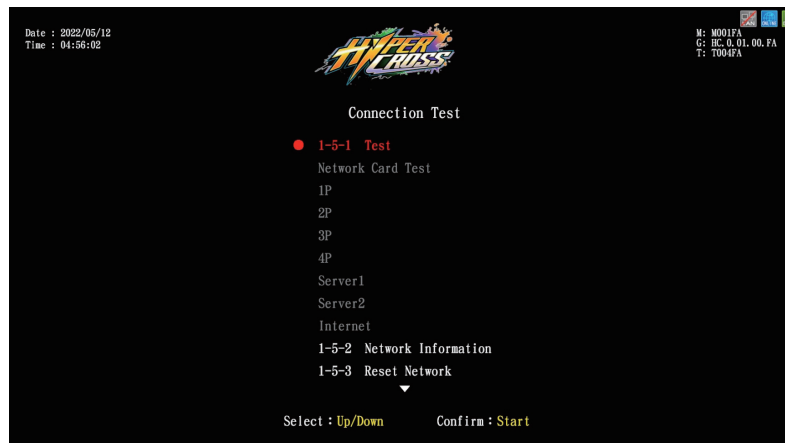 Date : 2022/05/12
Time : 04:56:02
HYPER
CROSS
LAN
ONLINE
M: M001FA
G: HC.0.01.00.FA
T: T004FA
Connection Test
1-5-1 Test
Network Card Test
1P
2P
3P
4P
Server1
Server2
Internet
1-5-2 Network Information
1-5-3 Reset Network
Select：Up/Down Confirm：Start